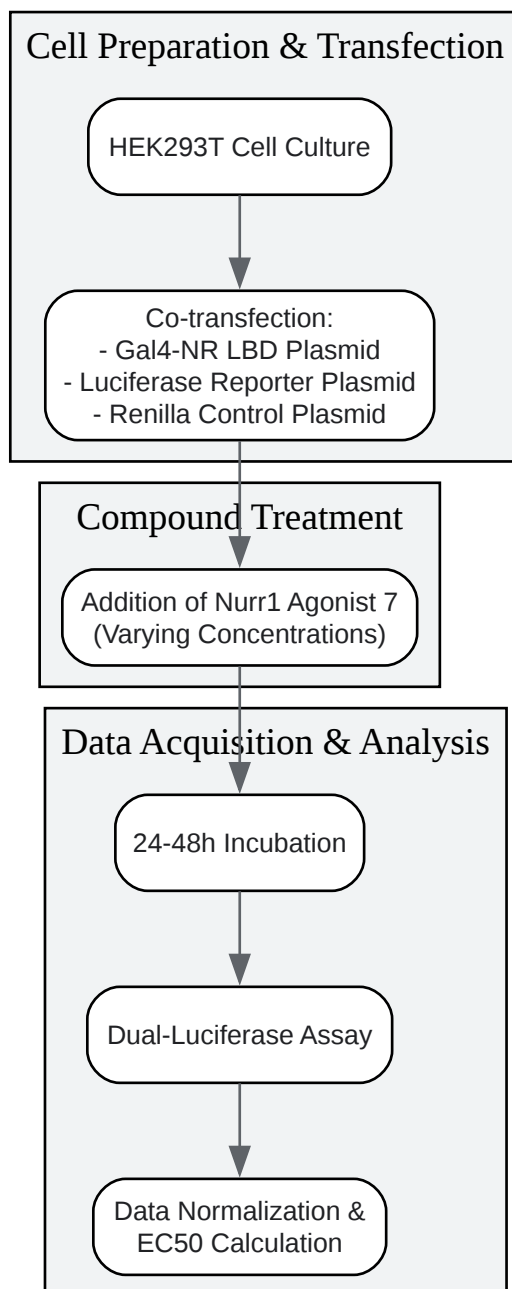 Cell Preparation & Transfection
HEK293T Cell Culture
Co-transfection:
- Gal4-NR LBD Plasmid
- Luciferase Reporter Plasmid
- Renilla Control Plasmid
Compound Treatment
Addition of Nurr1 Agonist 7
(Varying Concentrations)
Data Acquisition & Analysis
24-48h Incubation
Dual-Luciferase Assay
Data Normalization &
EC50 Calculation